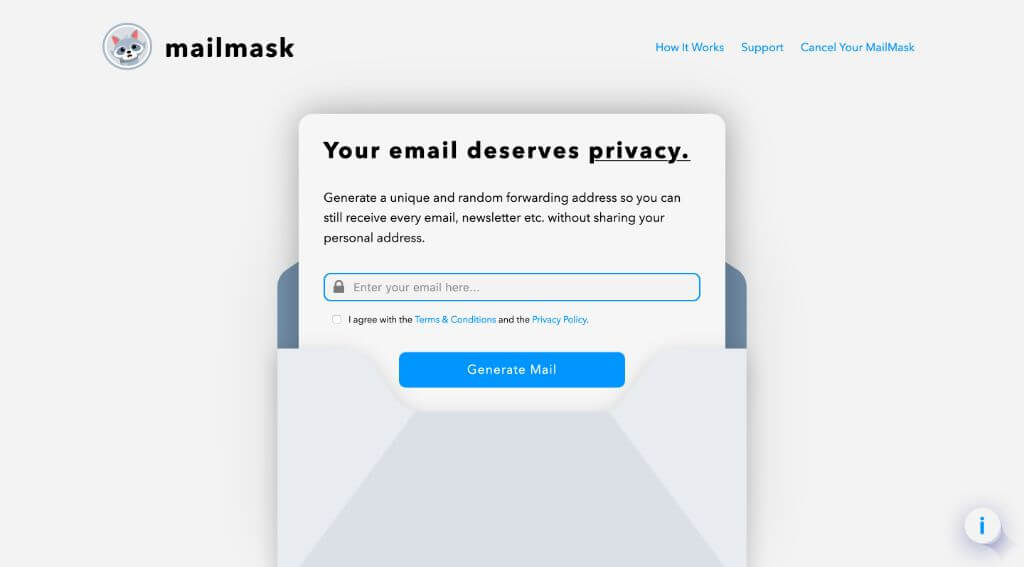 mailmask
How It Works Support Cancel Your MailMask
Your email deserves privacy.
Generate a unique and random forwarding address so you can
still receive every email, newsletter etc. without sharing your
personal address.
Enter your email here...
I agree with the Terms & Conditions and the Privacy Policy.
Generate Mail
i